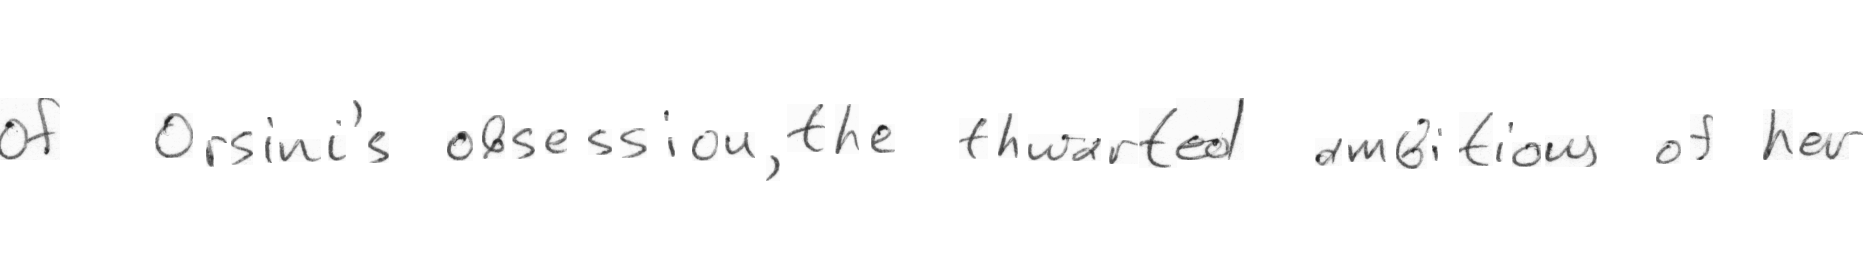 of Orsini's obsession, the thwarted ambitions of her